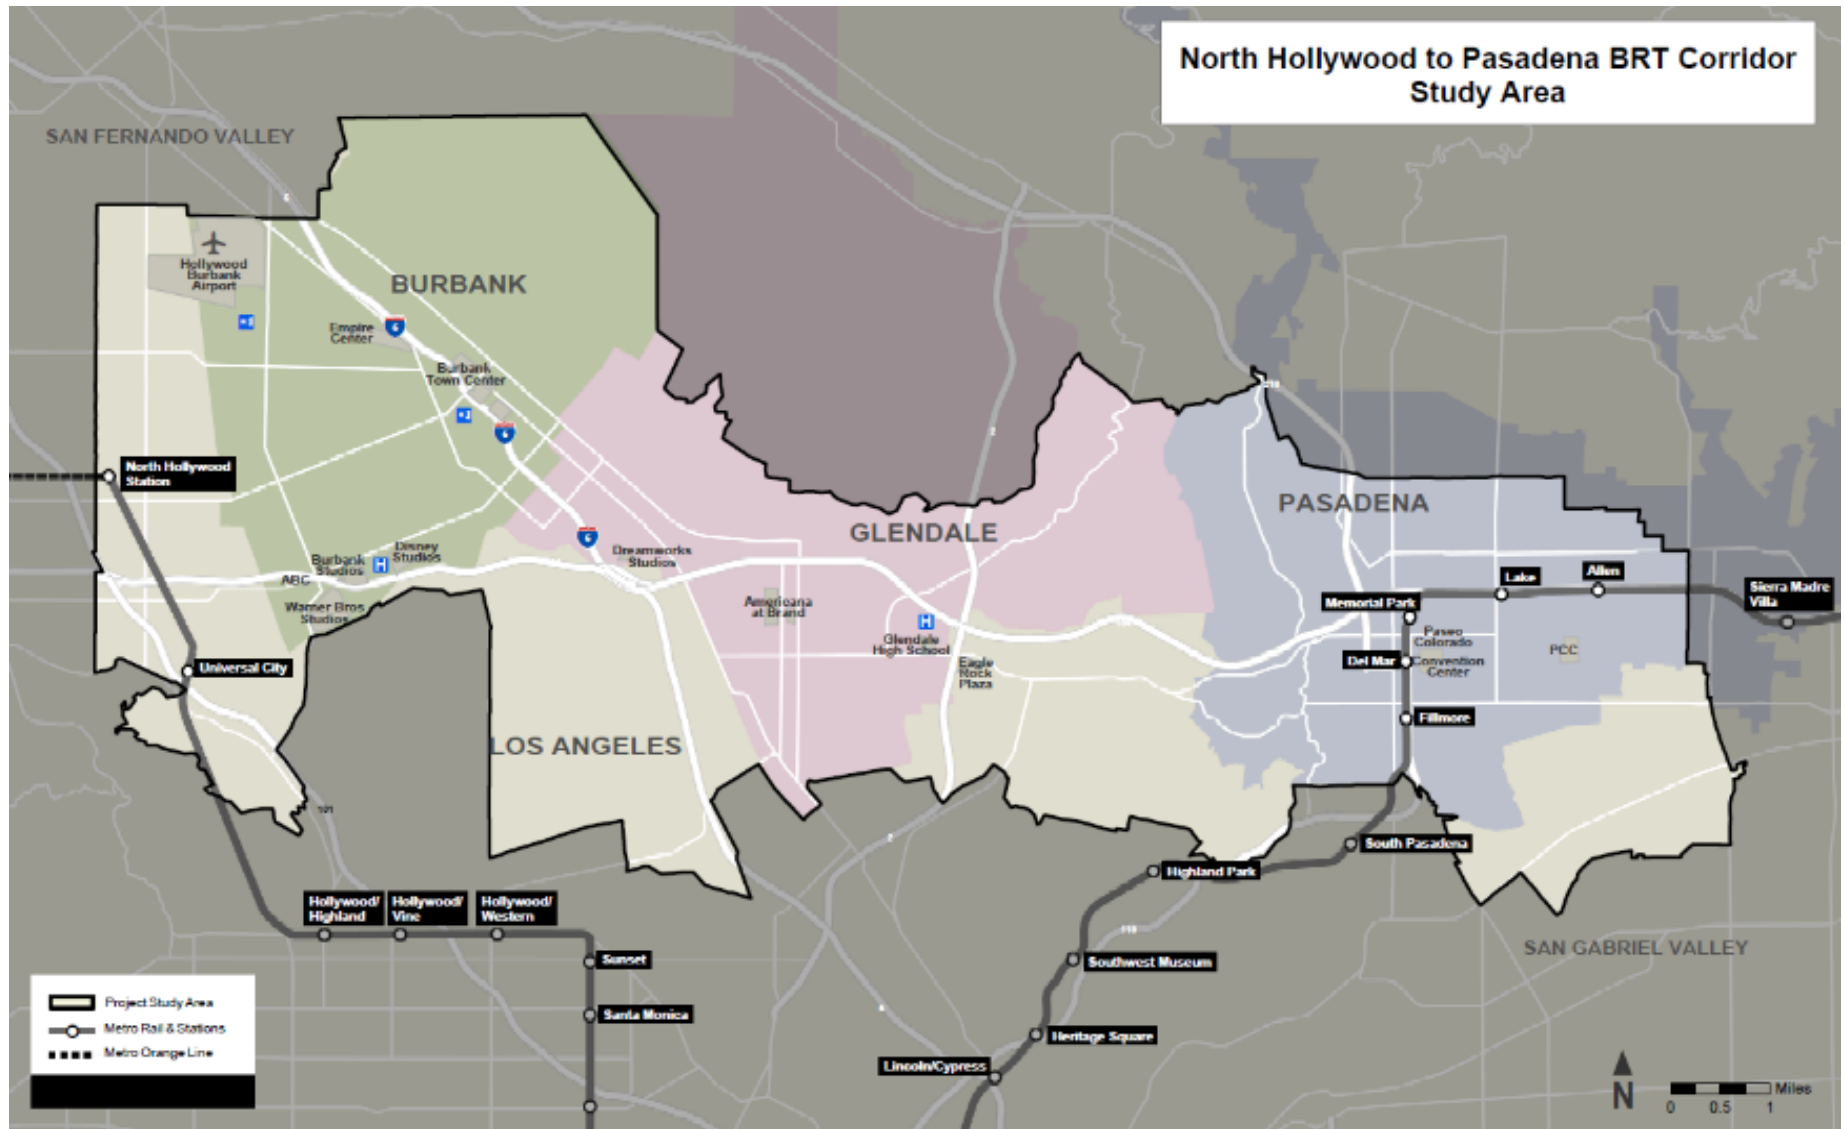 North Hollywood to Pasadena BRT Corridor
Study Area
SAN FERNANDO VALLEY
Hollywood
Burbank
Airport
BURBANK
Empire
Center
Burbank
Town Center
North Hollywood
Station
Burbank
Studios
Disney
Studios
ABC
Warner Bros
Studios
H
Dreamworks
Studios
GLENDALE
PASADENA
Americana
at Brand
H
Glendale
High School
Eagle
Rock
Plaza
Universal City
LOS ANGELES
Memorial Park
Lake
Allen
Sierra Madre
Villa
Paseo
Colorado
Del Mar
Convention
Center
PCC
Fillmore
South Pasadena
Highland Park
2
2
101
210
Hollywood/
Highland
Hollywood/
Vine
Hollywood/
Western
Sunset
Santa Monica
Southwest Museum
Heritage Square
Lincoln/Cypress
SAN GABRIEL VALLEY
Project Study Area
Metro Rail & Stations
Metro Orange Line
N
Miles
0 0.5 1